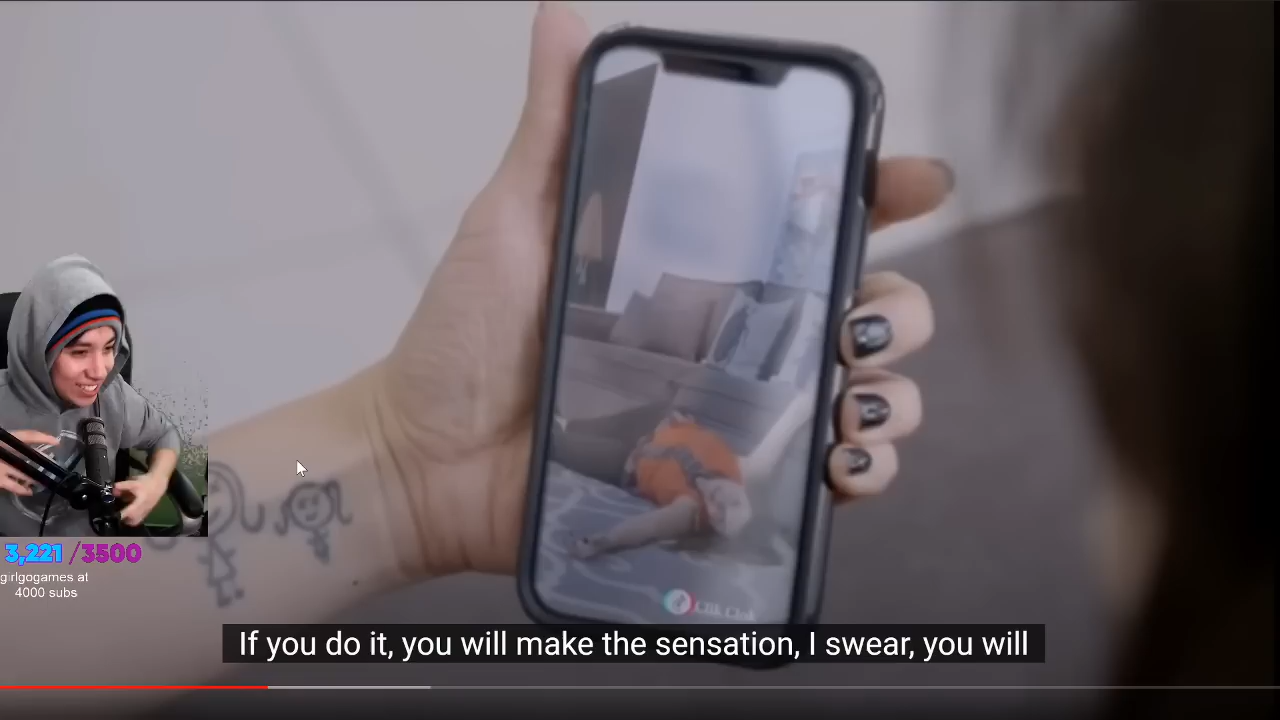 3,221 /3500
girlgogames at
4000 subs
If you do it, you will make the sensation, I swear, you will